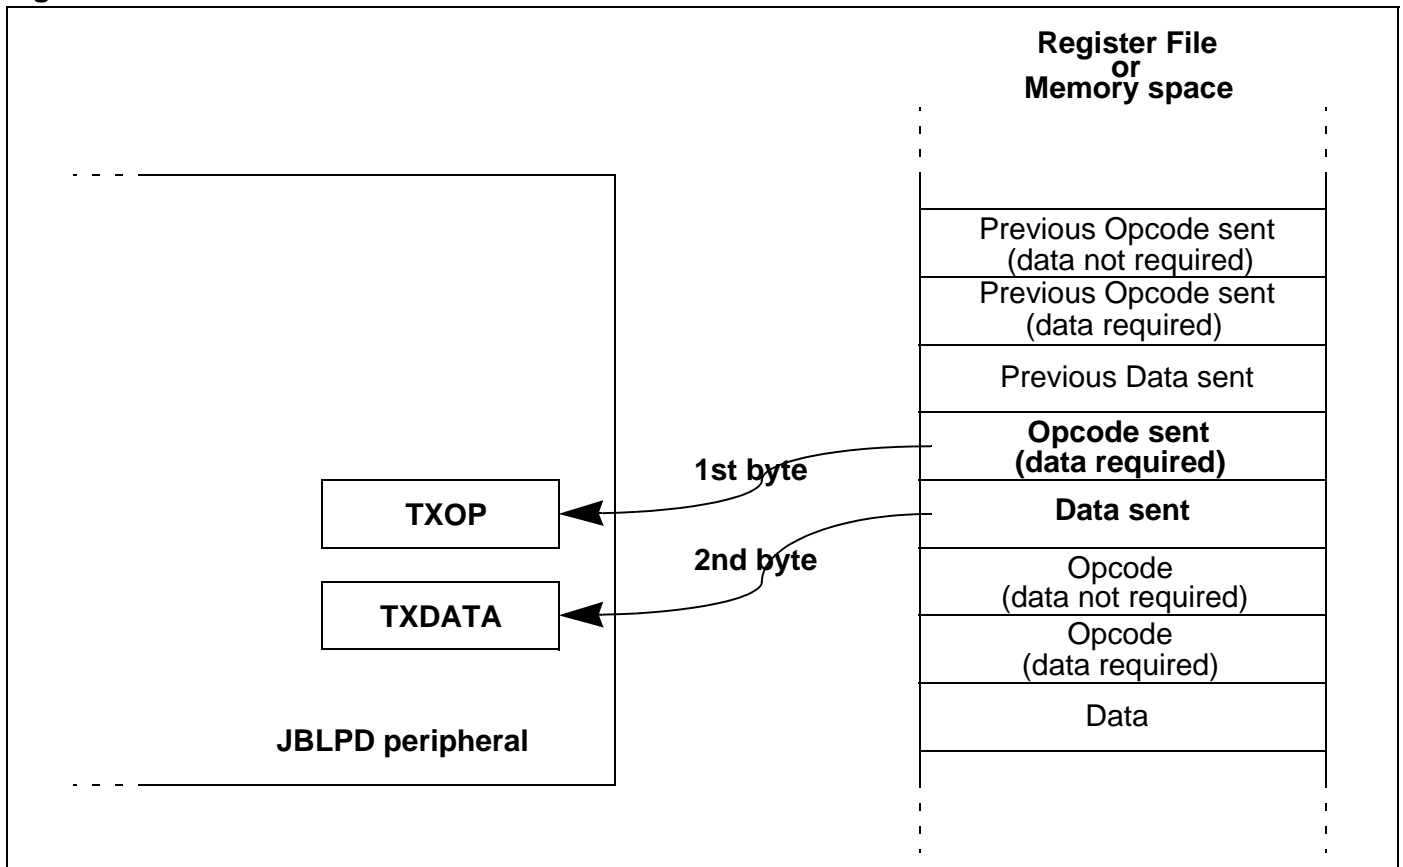 Register File
or
Memory space
Previous Opcode sent
(data not required)
Previous Opcode sent
(data required)
Previous Data sent
Opcode sent
(data required)
1st byte
TXOP
Data sent
2nd byte
Opcode
(data not required)
TXDATA
Opcode
(data required)
Data
JBLPD peripheral